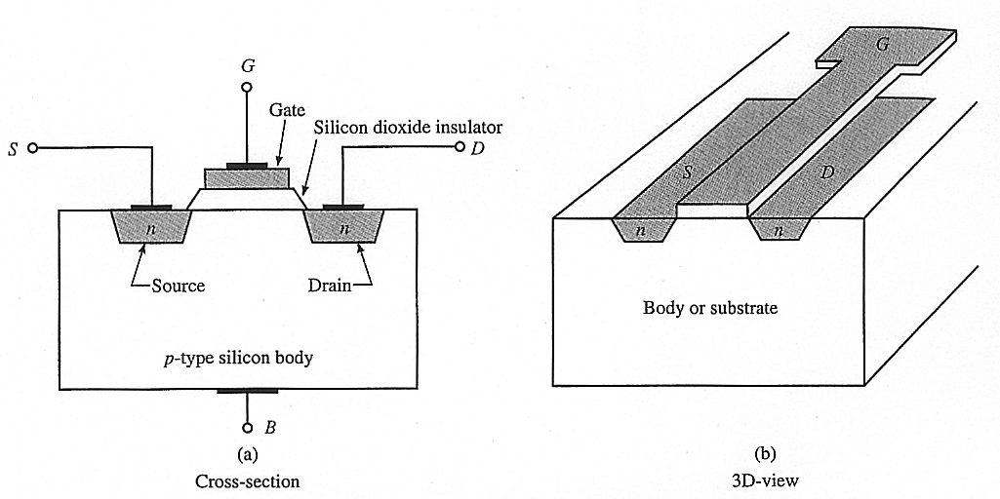 G
Gate
Silicon dioxide insulator
S
D
n
n
Source
Drain
p-type silicon body
B
(a)
Cross-section
G
S
D
n
n
Body or substrate
(b)
3D-view